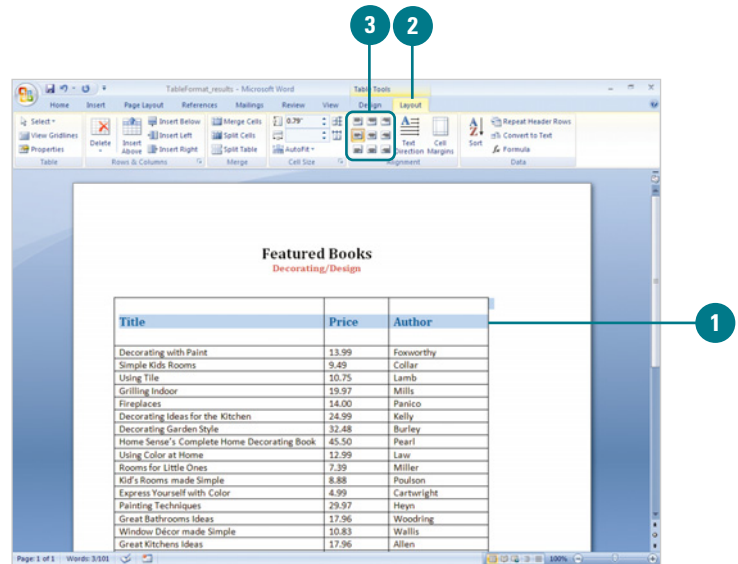 3 2
TableFormat_results - Microsoft Word Table Tools
Home Insert Page Layout References Mailings Review View Design Layout
Select
View Gridlines
Properties
Table
Delete
Insert Above
Insert Below
Insert Left
Insert Right
Rows & Columns
Merge Cells
Split Cells
Split Table
Merge
0.79"
AutoFit
Cell Size
Text Direction
Cell Margins
Alignment
Sort
Repeat Header Rows
Convert to Text
Formula
Data
Featured Books
Decorating/Design
1
Title Price Author
Decorating with Paint 13.99 Foxworthy
Simple Kids Rooms 9.49 Collar
Using Tile 10.75 Lamb
Grilling Indoor 19.97 Mills
Fireplaces 14.00 Panico
Decorating Ideas for the Kitchen 24.99 Kelly
Decorating Garden Style 32.48 Burley
Home Sense's Complete Home Decorating Book 45.50 Pearl
Using Color at Home 12.99 Law
Rooms for Little Ones 7.39 Miller
Kid's Rooms made Simple 8.88 Poulson
Express Yourself with Color 4.99 Cartwright
Painting Techniques 29.97 Heyn
Great Bathrooms Ideas 17.96 Woodring
Window Décor made Simple 10.83 Wallis
Great Kitchens Ideas 17.96 Allen
Page: 1 of 1 Words: 3/101 100%